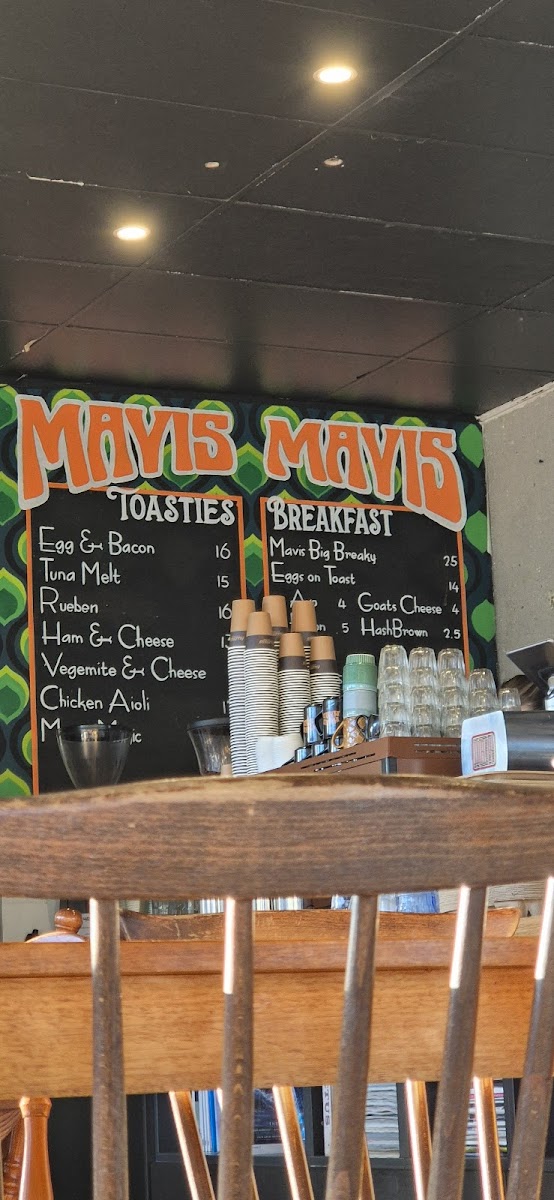 MAVIS MAVIS
TOASTIES
Egg & Bacon 16
Tuna Melt 15
Rueben 16
Ham & Cheese
Vegemite & Cheese
Chicken Aioli
BREAKFAST
Mavis Big Breaky 25
Eggs on Toast 14
4 Goats Cheese 4
5 HashBrown 2.5